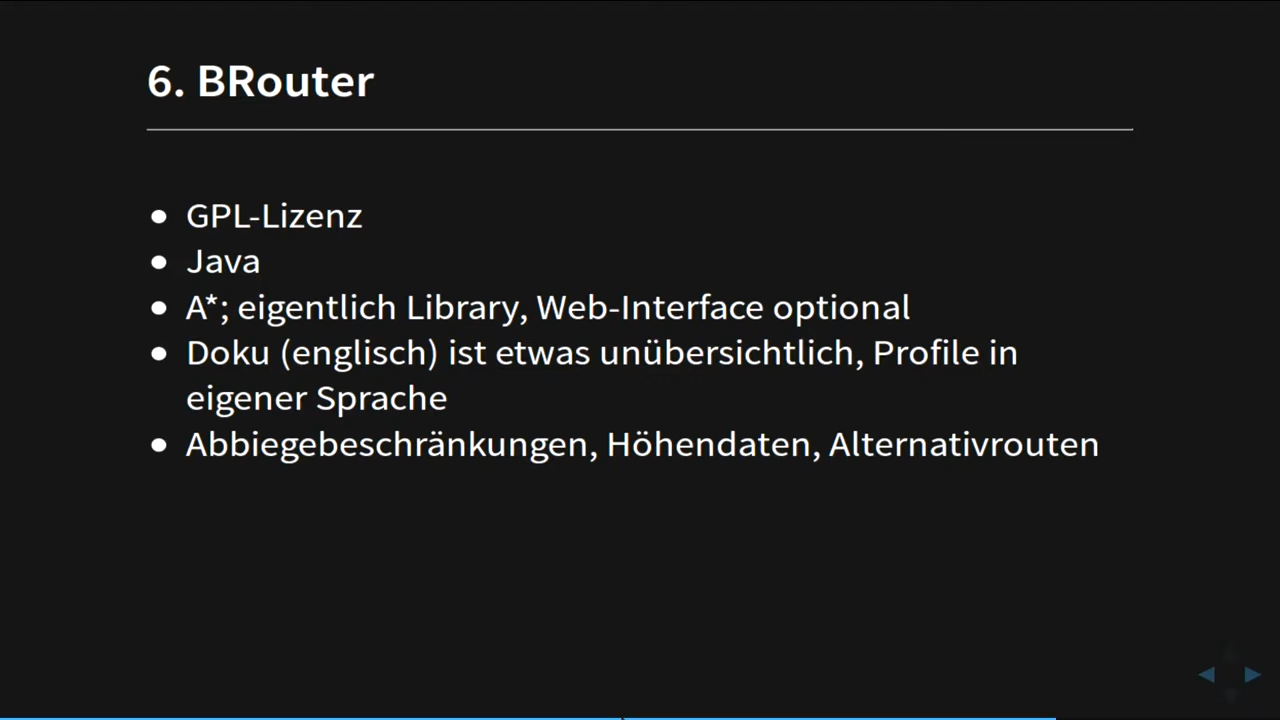 6. BRouter
● GPL-Lizenz
● Java
● A*; eigentlich Library, Web-Interface optional
● Doku (englisch) ist etwas unübersichtlich, Profile in
eigener Sprache
● Abbiegebeschränkungen, Höhendaten, Alternativrouten